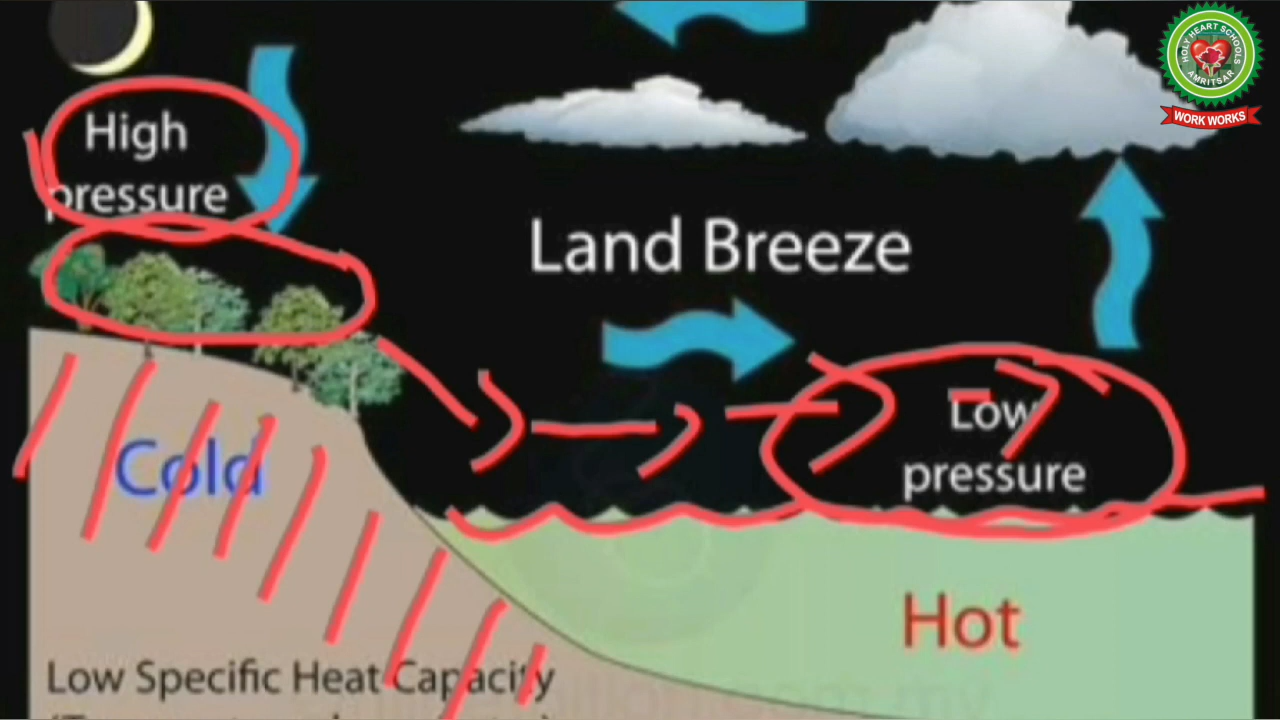 HOLY HEART SCHOOLS
AMRITSAR
WORK WORKS
High
pressure
Land Breeze
Low
pressure
Cold
Hot
Low Specific Heat Capacity